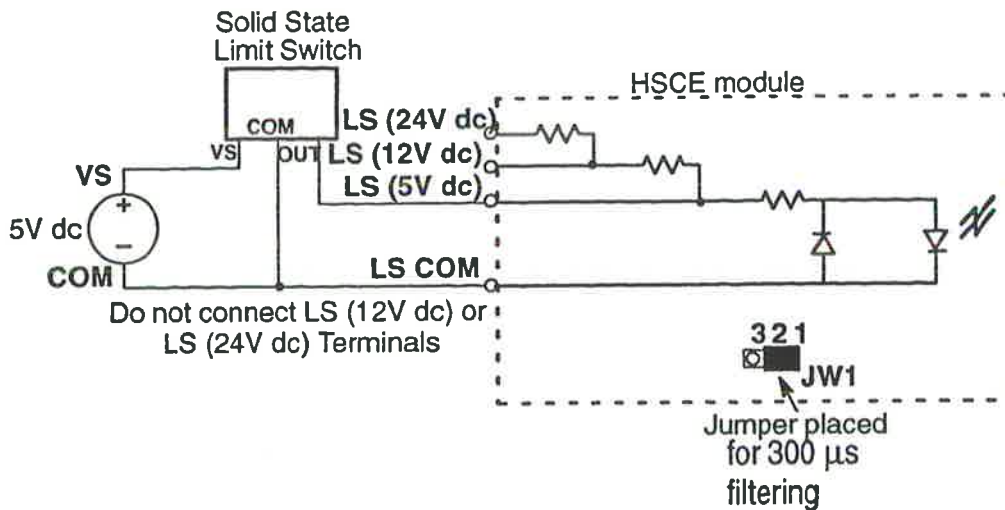 Solid State
Limit Switch
HSCE module
COM
VS
OUT
LS (24V dc)
LS (12V dc)
LS (5V dc)
VS
+
5V dc
–
COM
LS COM
Do not connect LS (12V dc) or
LS (24V dc) Terminals
3 2 1
JW1
Jumper placed
for 300 µs
filtering